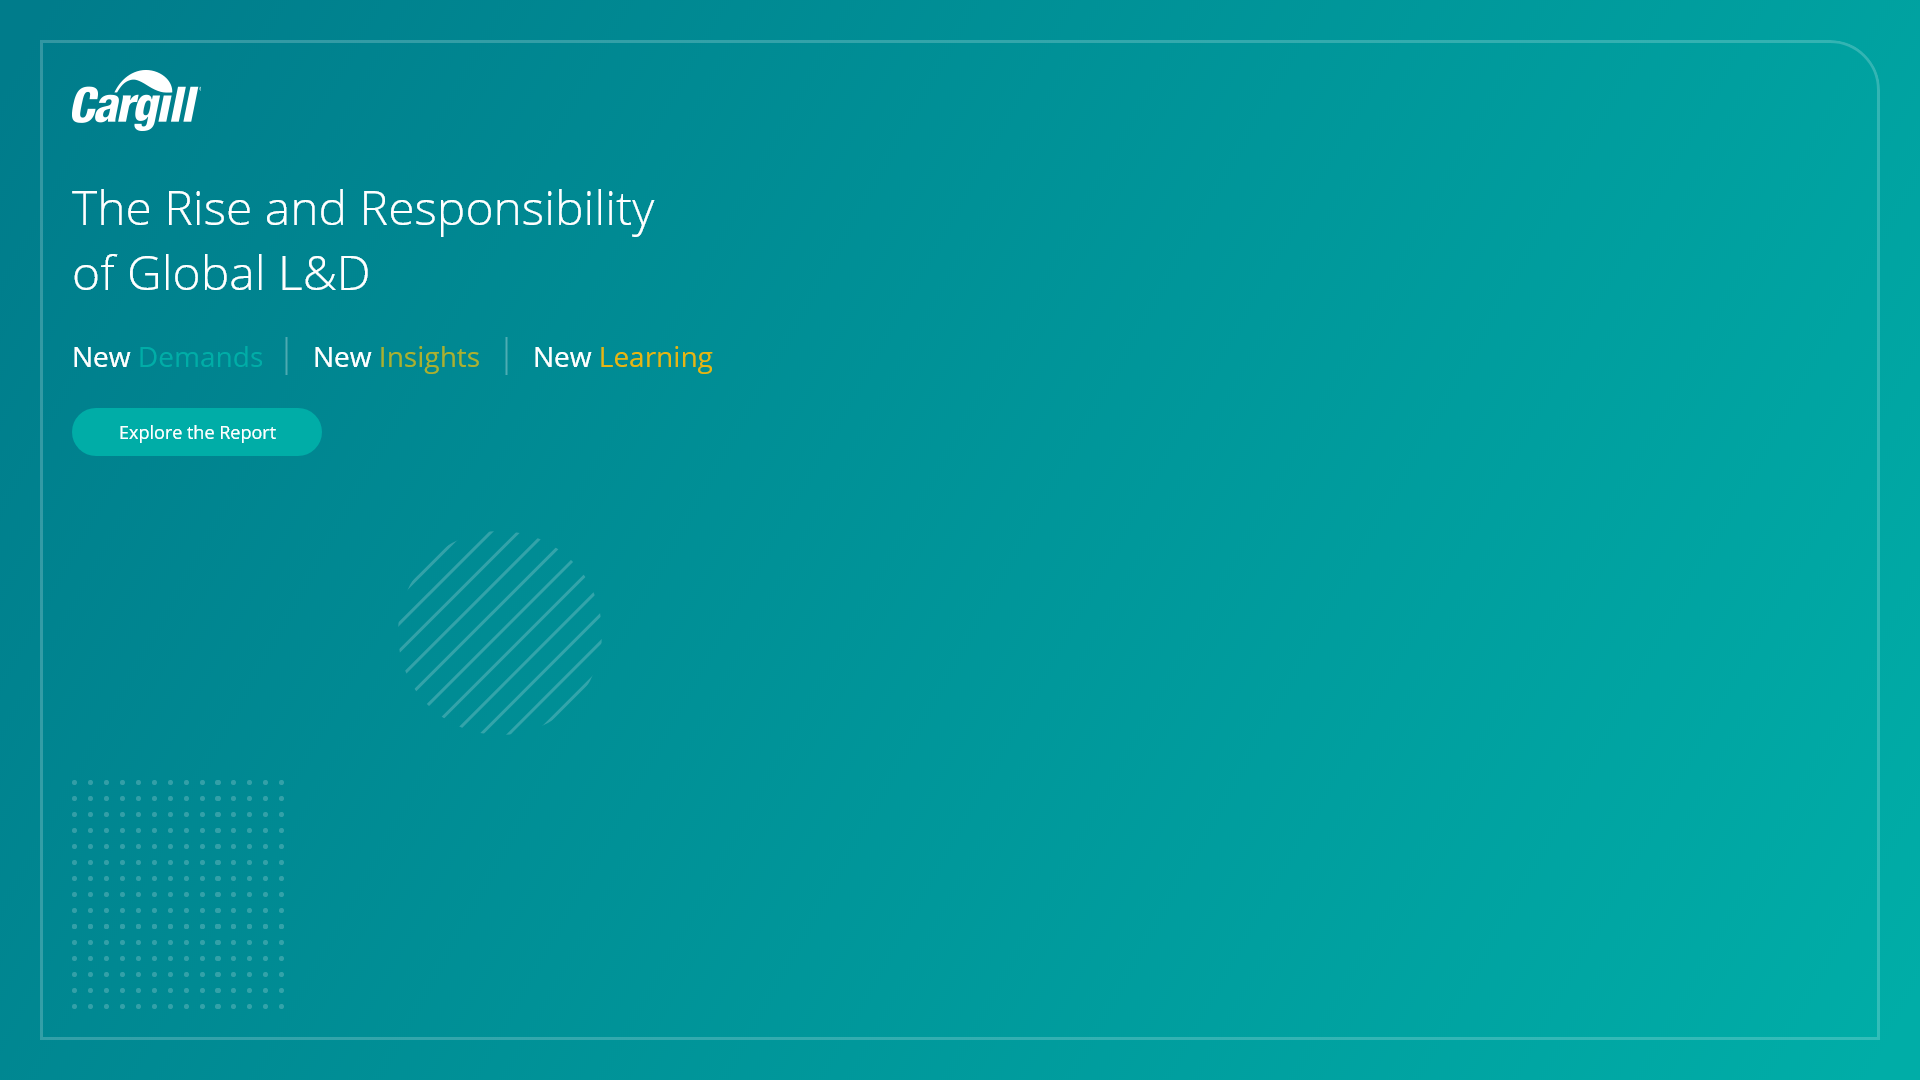 Cargill
The Rise and Responsibility
of Global L&D
New Demands | New Insights | New Learning
Explore the Report